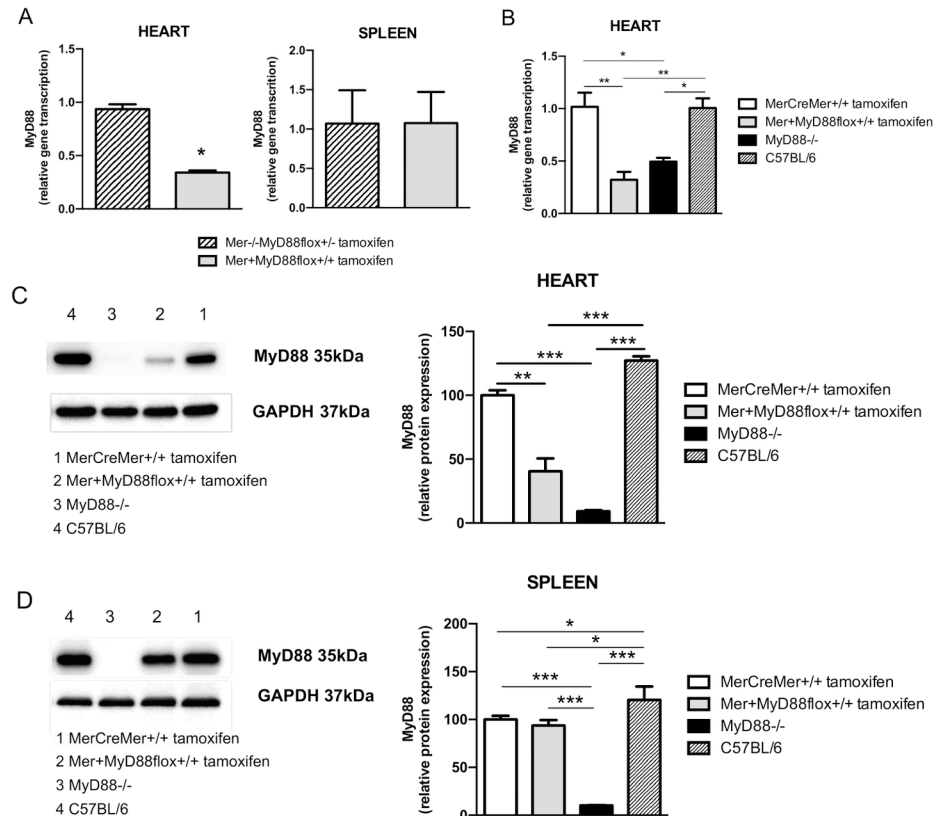 A
HEART
MyD88
(relative gene transcription)
1.5
1.0
0.5
0.0
*
SPLEEN
MyD88
(relative gene transcription)
2.0
1.5
1.0
0.5
0.0
Mer-/-MyD88flox+/- tamoxifen
Mer+MyD88flox+/+ tamoxifen
B
HEART
MyD88
(relative gene transcription)
1.5
1.0
0.5
0.0
*
** **
*
MerCreMer+/+ tamoxifen
Mer+MyD88flox+/+ tamoxifen
MyD88-/-
C57BL/6
C
4 3 2 1
MyD88 35kDa
GAPDH 37kDa
1 MerCreMer+/+ tamoxifen
2 Mer+MyD88flox+/+ tamoxifen
3 MyD88-/-
4 C57BL/6
HEART
MyD88
(relative protein expression)
150
100
50
0
***
*** ***
**
MerCreMer+/+ tamoxifen
Mer+MyD88flox+/+ tamoxifen
MyD88-/-
C57BL/6
D
4 3 2 1
MyD88 35kDa
GAPDH 37kDa
1 MerCreMer+/+ tamoxifen
2 Mer+MyD88flox+/+ tamoxifen
3 MyD88-/-
4 C57BL/6
SPLEEN
MyD88
(relative protein expression)
200
150
100
50
0
*
*
***
***
***
MerCreMer+/+ tamoxifen
Mer+MyD88flox+/+ tamoxifen
MyD88-/-
C57BL/6